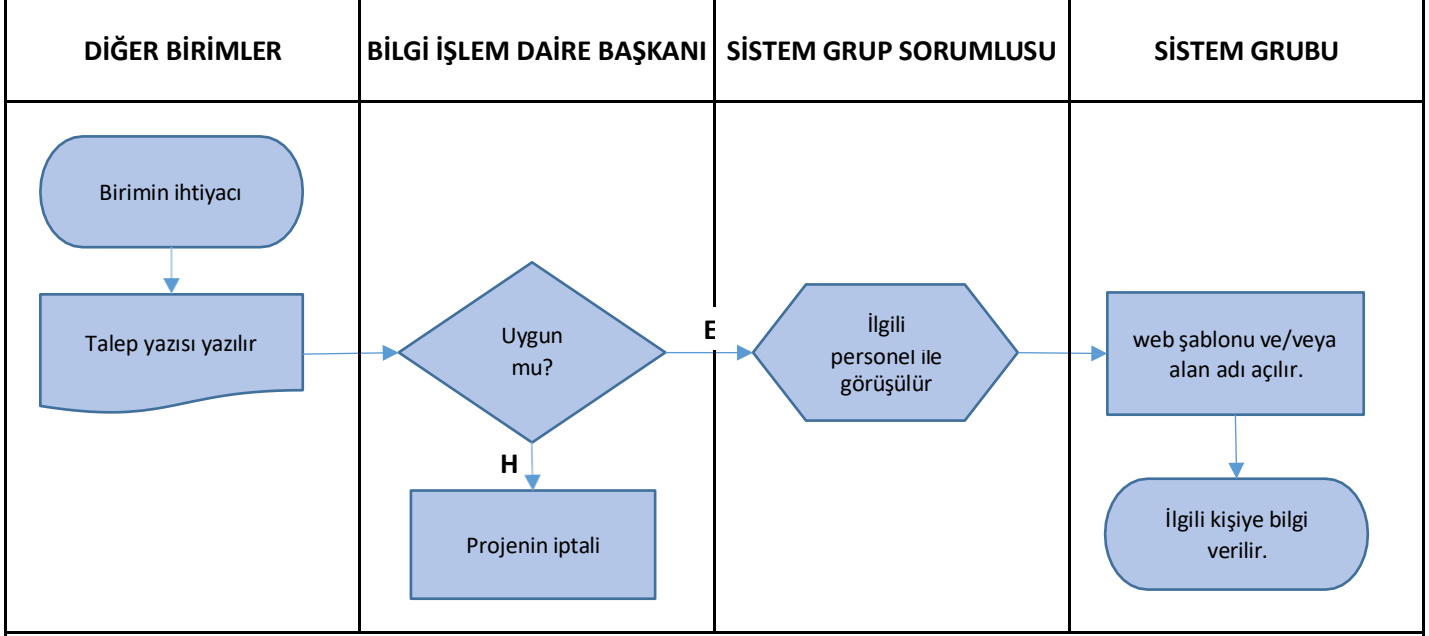 DİĞER BİRİMLER
BİLGİ İŞLEM DAİRE BAŞKANI
SİSTEM GRUP SORUMLUSU
SİSTEM GRUBU
Birimin ihtiyacı
Talep yazısı yazılır
Uygun
mu?
E
H
Projenin iptali
İlgili
personel ile
görüşülür
web şablonu ve/veya
alan adı açılır.
İlgili kişiye bilgi
verilir.